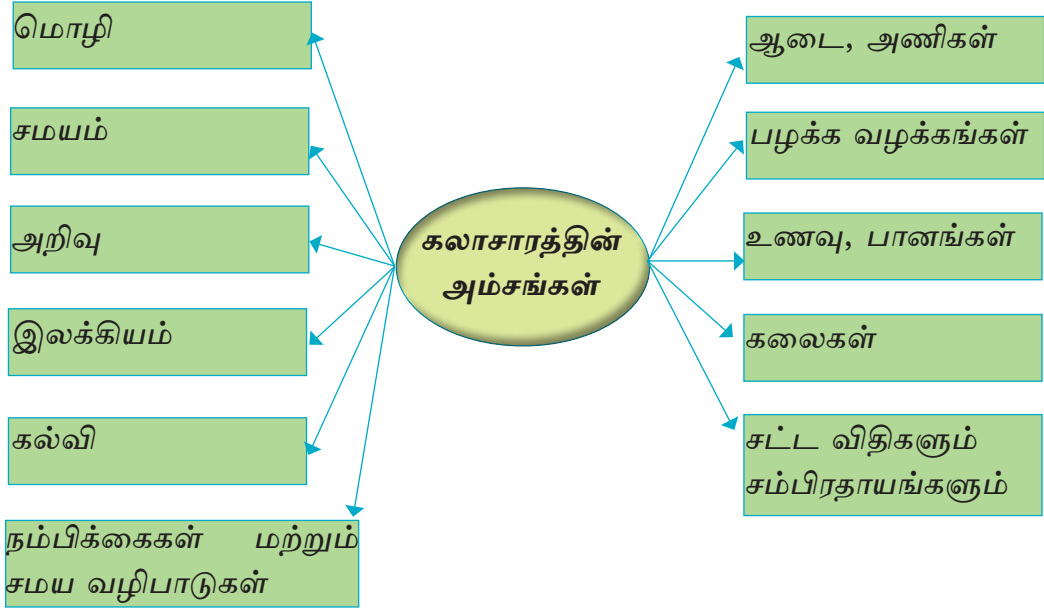 மொழி
சமயம்
அறிவு
இலக்கியம்
கல்வி
நம்பிக்கைகள் மற்றும்
சமய வழிபாடுகள்
கலாசாரத்தின்
அம்சங்கள்
ஆடை, அணிகள்
பழக்க வழக்கங்கள்
உணவு, பானங்கள்
கலைகள்
சட்ட விதிகளும்
சம்பிரதாயங்களும்